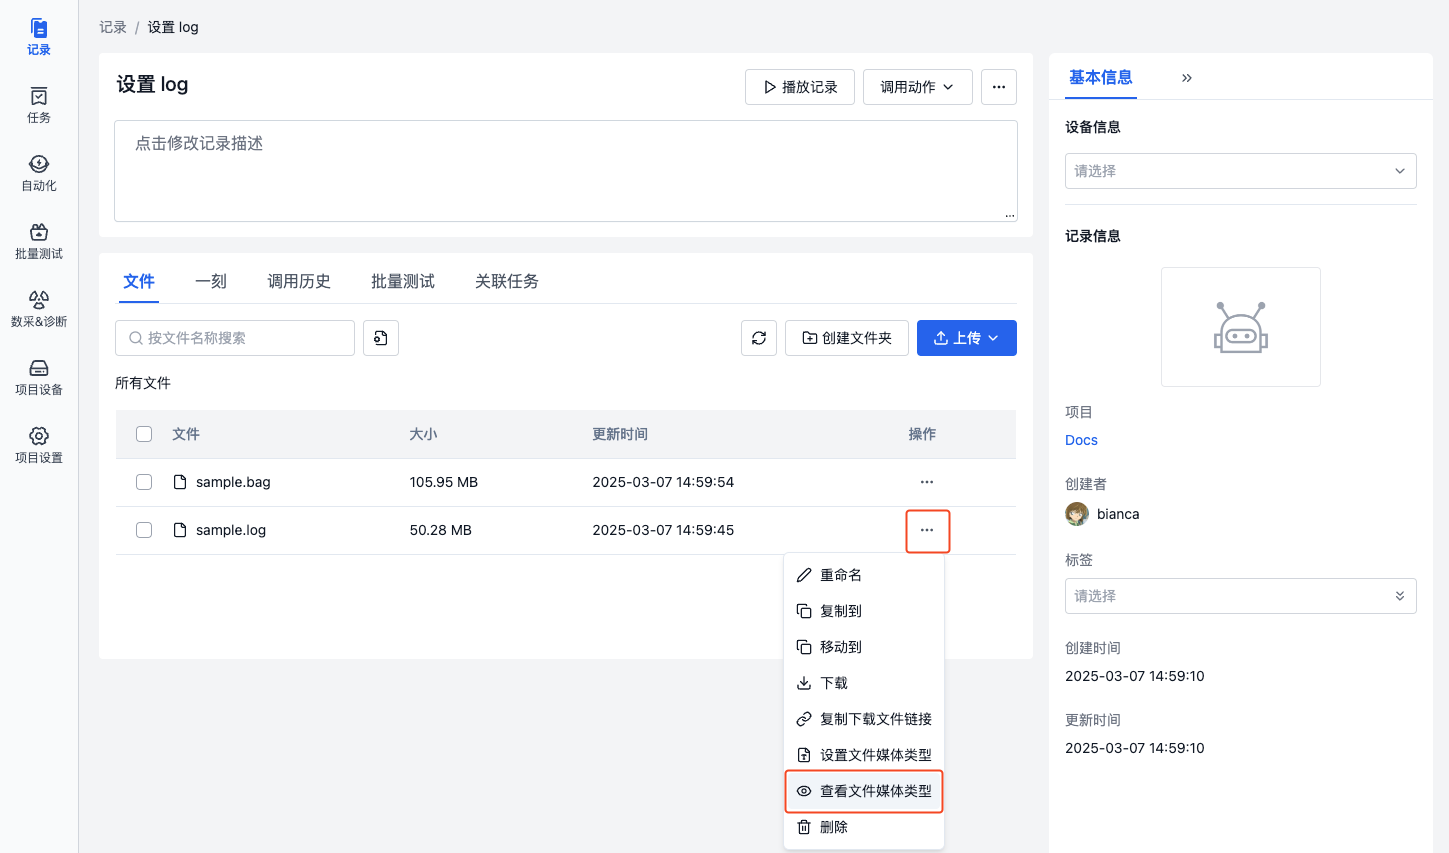 记录
任务
自动化
批量测试
数采&诊断
项目设备
项目设置
记录 / 设置 log
设置 log
播放记录
调用动作
点击修改记录描述
文件 一刻 调用历史 批量测试 关联任务
按文件名称搜索
创建文件夹
上传
所有文件
文件 大小 更新时间 操作
sample.bag 105.95 MB 2025-03-07 14:59:54
sample.log 50.28 MB 2025-03-07 14:59:45
重命名
复制到
移动到
下载
复制下载文件链接
设置文件媒体类型
查看文件媒体类型
删除
基本信息
设备信息
请选择
记录信息
项目
Docs
创建者
bianca
标签
请选择
创建时间
2025-03-07 14:59:10
更新时间
2025-03-07 14:59:10